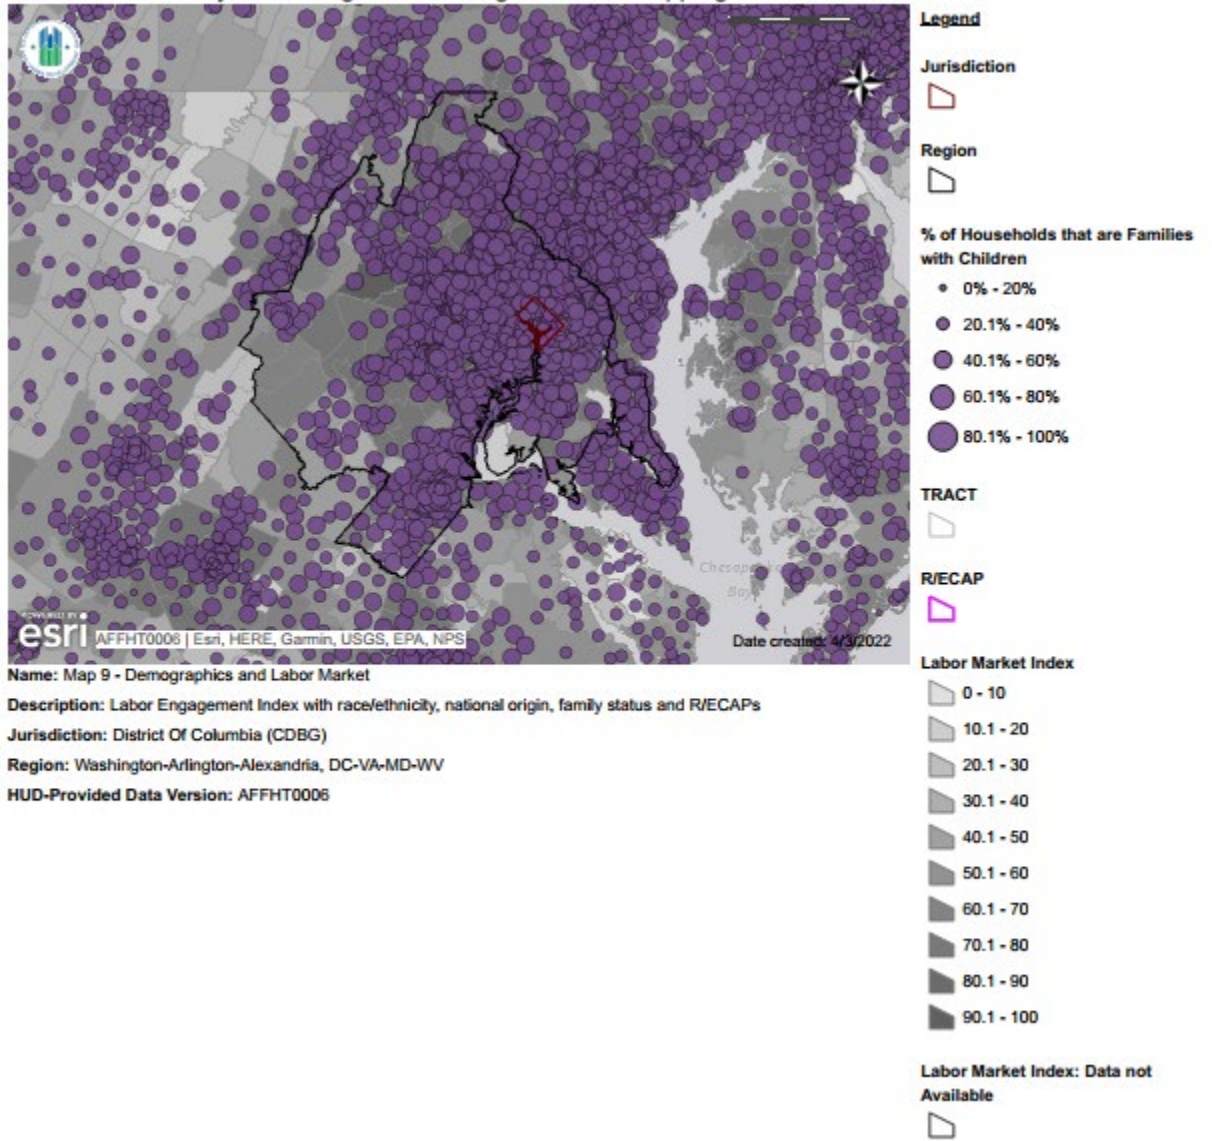 Legend
Jurisdiction
Region
% of Households that are Families
with Children
0% - 20%
20.1% - 40%
40.1% - 60%
60.1% - 80%
80.1% - 100%
TRACT
R/ECAP
Labor Market Index
0 - 10
10.1 - 20
20.1 - 30
30.1 - 40
40.1 - 50
50.1 - 60
60.1 - 70
70.1 - 80
80.1 - 90
90.1 - 100
Labor Market Index: Data not
Available
Chesapeake
Bay
POWERED BY
esri
AFFHT0006 | Esri, HERE, Garmin, USGS, EPA, NPS
Date created: 4/3/2022
Name: Map 9 - Demographics and Labor Market
Description: Labor Engagement Index with race/ethnicity, national origin, family status and R/ECAPs
Jurisdiction: District Of Columbia (CDBG)
Region: Washington-Arlington-Alexandria, DC-VA-MD-WV
HUD-Provided Data Version: AFFHT0006